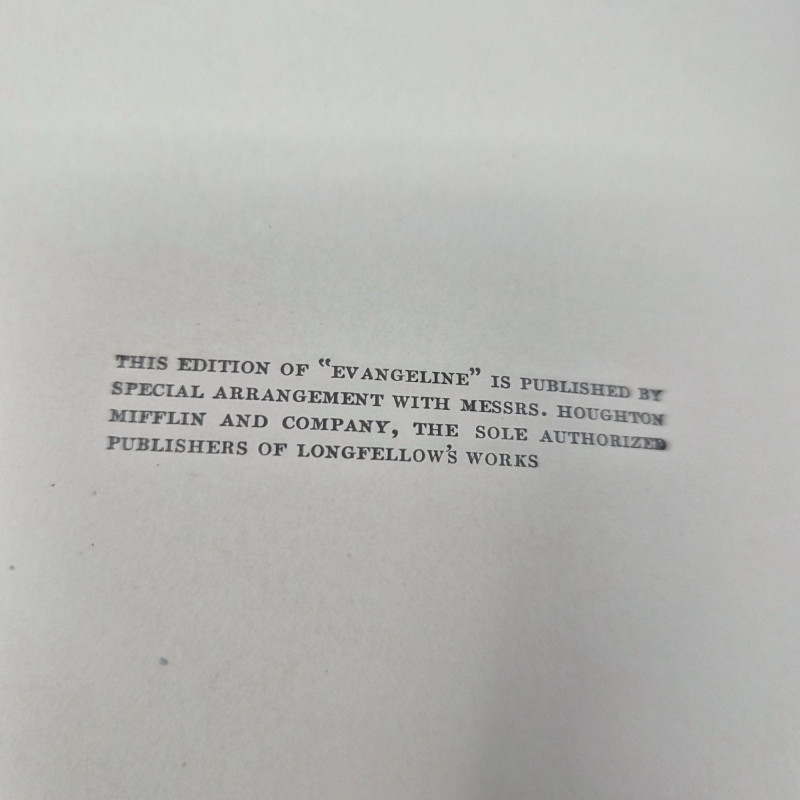 THIS EDITION OF "EVANGELINE" IS PUBLISHED BY
SPECIAL ARRANGEMENT WITH MESSRS. HOUGHTON
MIFFLIN AND COMPANY, THE SOLE AUTHORIZED
PUBLISHERS OF LONGFELLOW'S WORKS